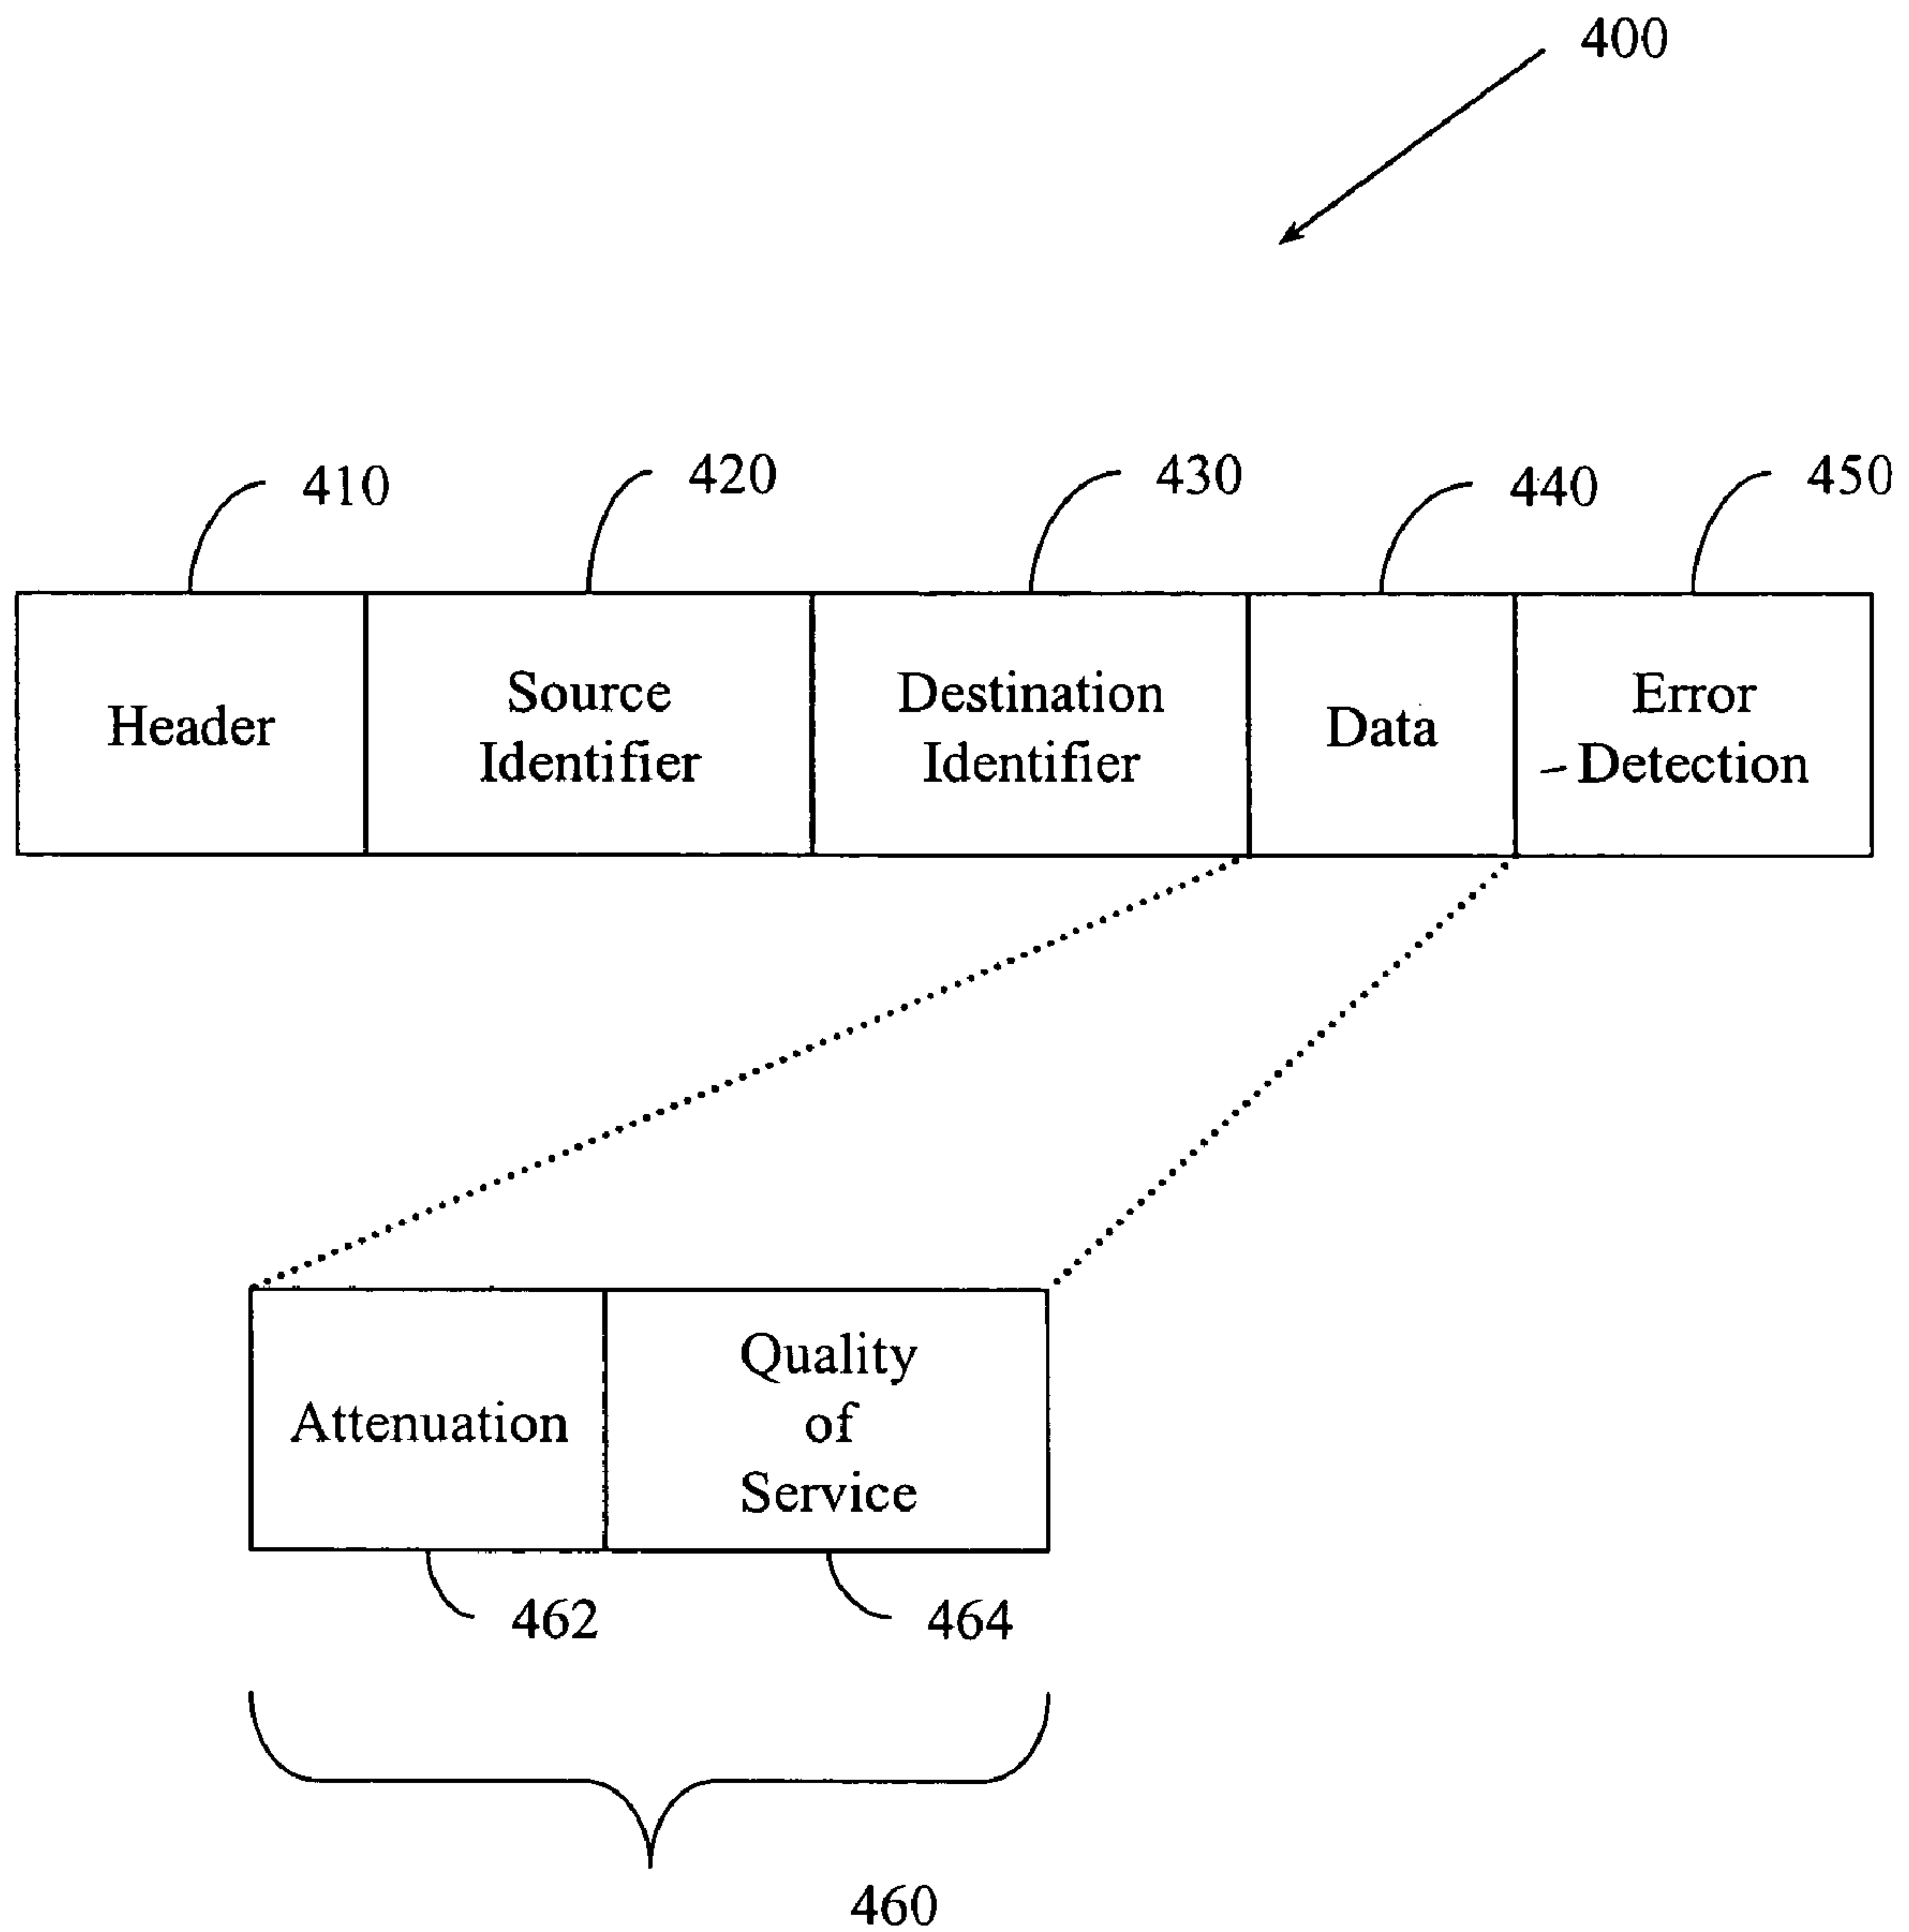 400
410 420 430 440 450
Header
Source
Identifier
Destination
Identifier
Data
Error
Detection
Attenuation
Quality
of
Service
462 464
460